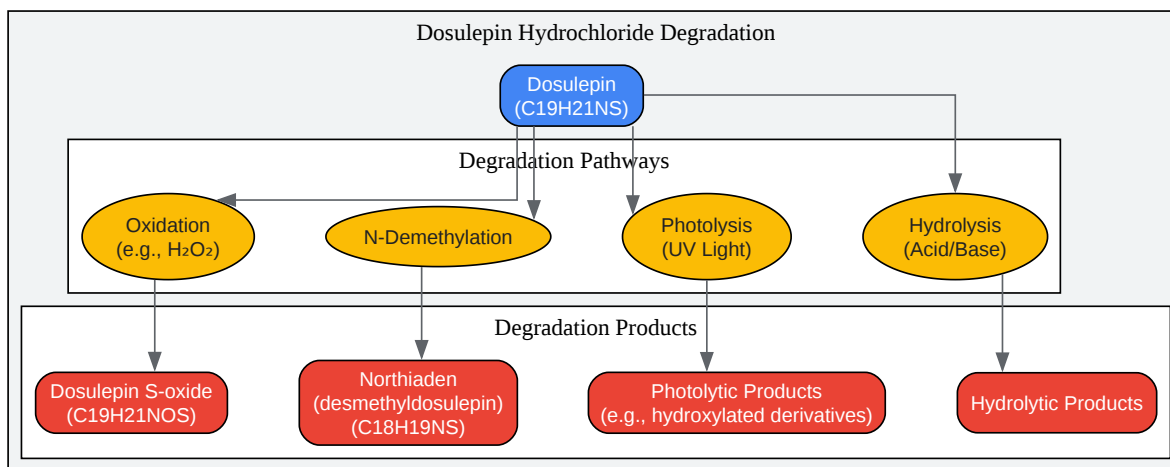 Dosulepin Hydrochloride Degradation
Dosulepin
(C19H21NS)
Degradation Pathways
Oxidation
(e.g., H₂O₂)
N-Demethylation
Photolysis
(UV Light)
Hydrolysis
(Acid/Base)
Degradation Products
Dosulepin S-oxide
(C19H21NOS)
Northiaden
(desmethyldosulepin)
(C18H19NS)
Photolytic Products
(e.g., hydroxylated derivatives)
Hydrolytic Products